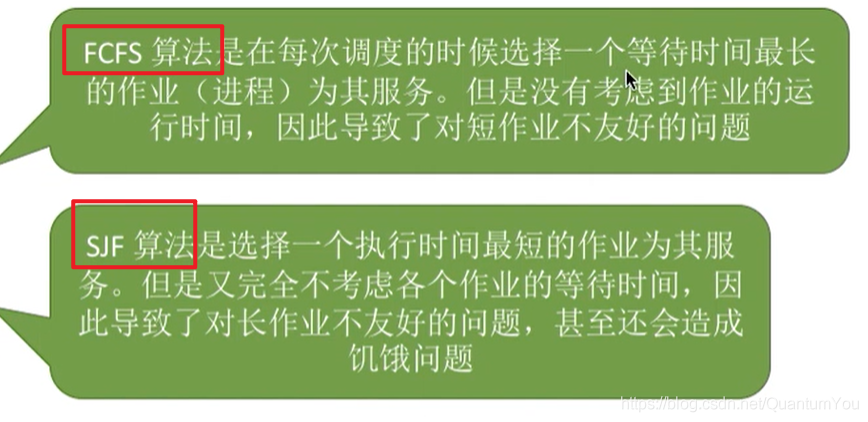 FCFS 算法是在每次调度的时候选择一个等待时间最长
的作业（进程）为其服务。但是没有考虑到作业的运
行时间，因此导致了对短作业不友好的问题
SJF 算法是选择一个执行时间最短的作业为其服
务。但是又完全不考虑各个作业的等待时间，因
此导致了对长作业不友好的问题，甚至还会造成
饥饿问题
https://blog.csdn.net/QuantumYou